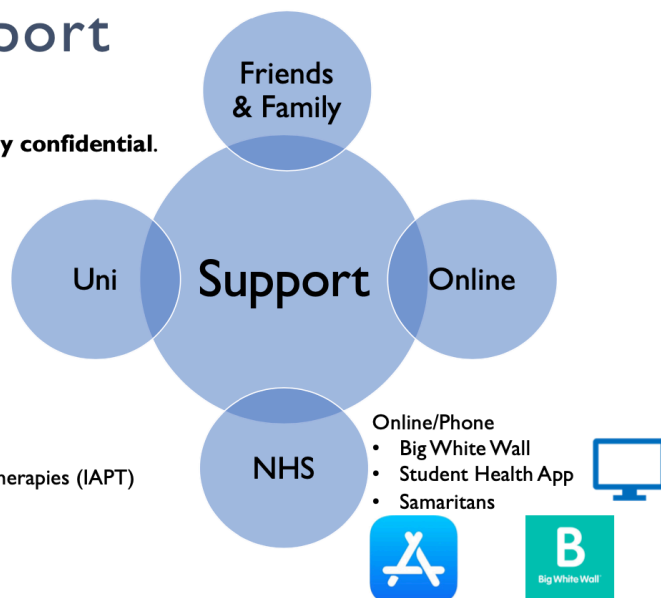 port
Friends
& Family
y confidential.
Uni
Support
Online
NHS
herapies (IAPT)
Online/Phone
• Big White Wall
• Student Health App
• Samaritans
B
Big White Wall